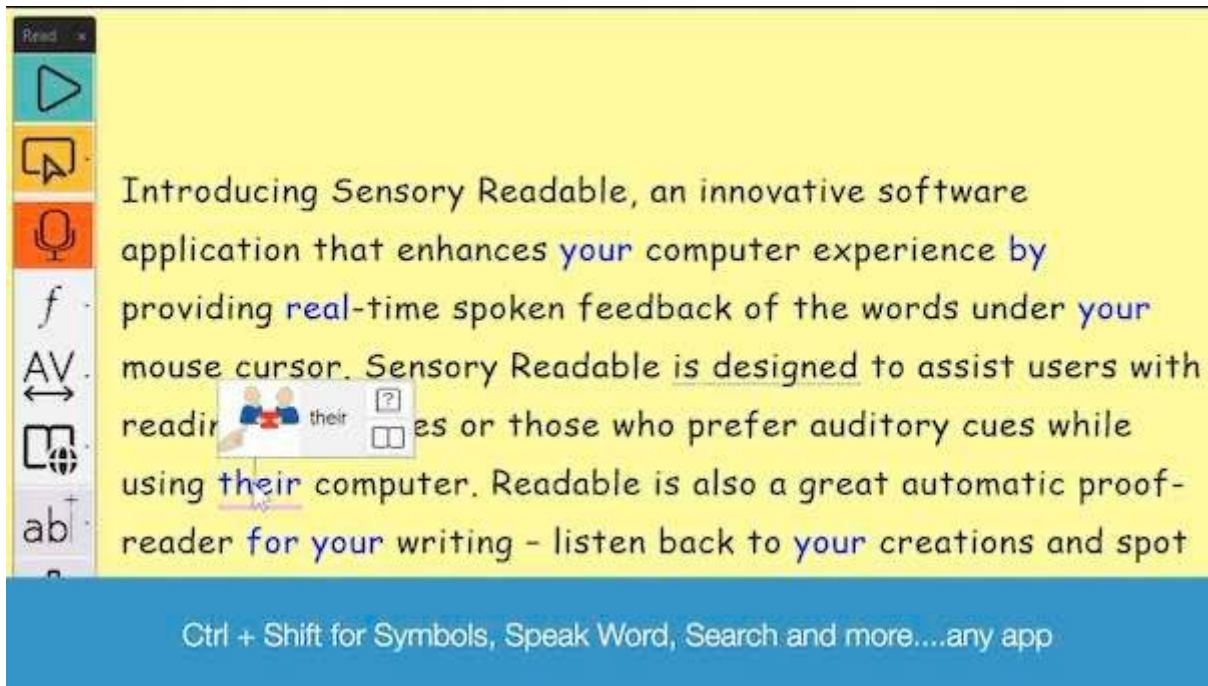 Read x
Introducing Sensory Readable, an innovative software
application that enhances your computer experience by
f
providing real-time spoken feedback of the words under your
AV
mouse cursor. Sensory Readable is designed to assist users with
their ?
readin es or those who prefer auditory cues while
using their computer. Readable is also a great automatic proof-
ab
reader for your writing - listen back to your creations and spot
Ctrl + Shift for Symbols, Speak Word, Search and more....any app